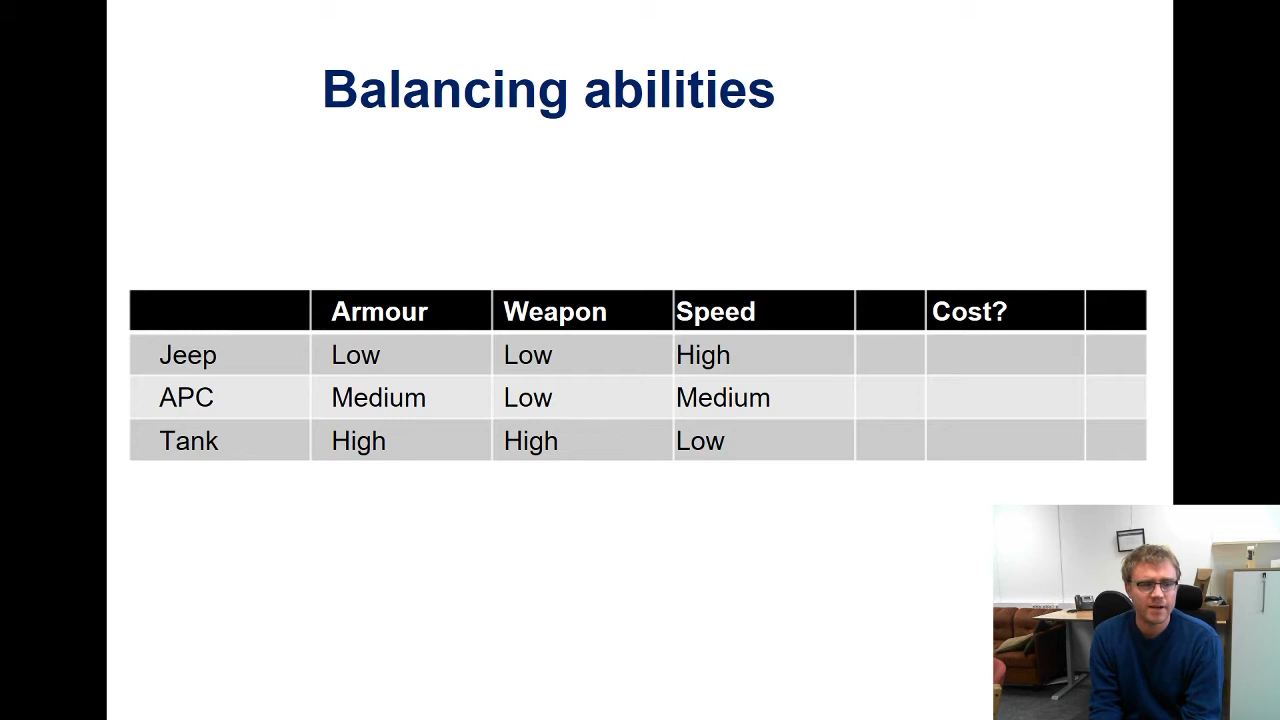 Balancing abilities
Armour Weapon Speed Cost?
Jeep Low Low High
APC Medium Low Medium
Tank High High Low